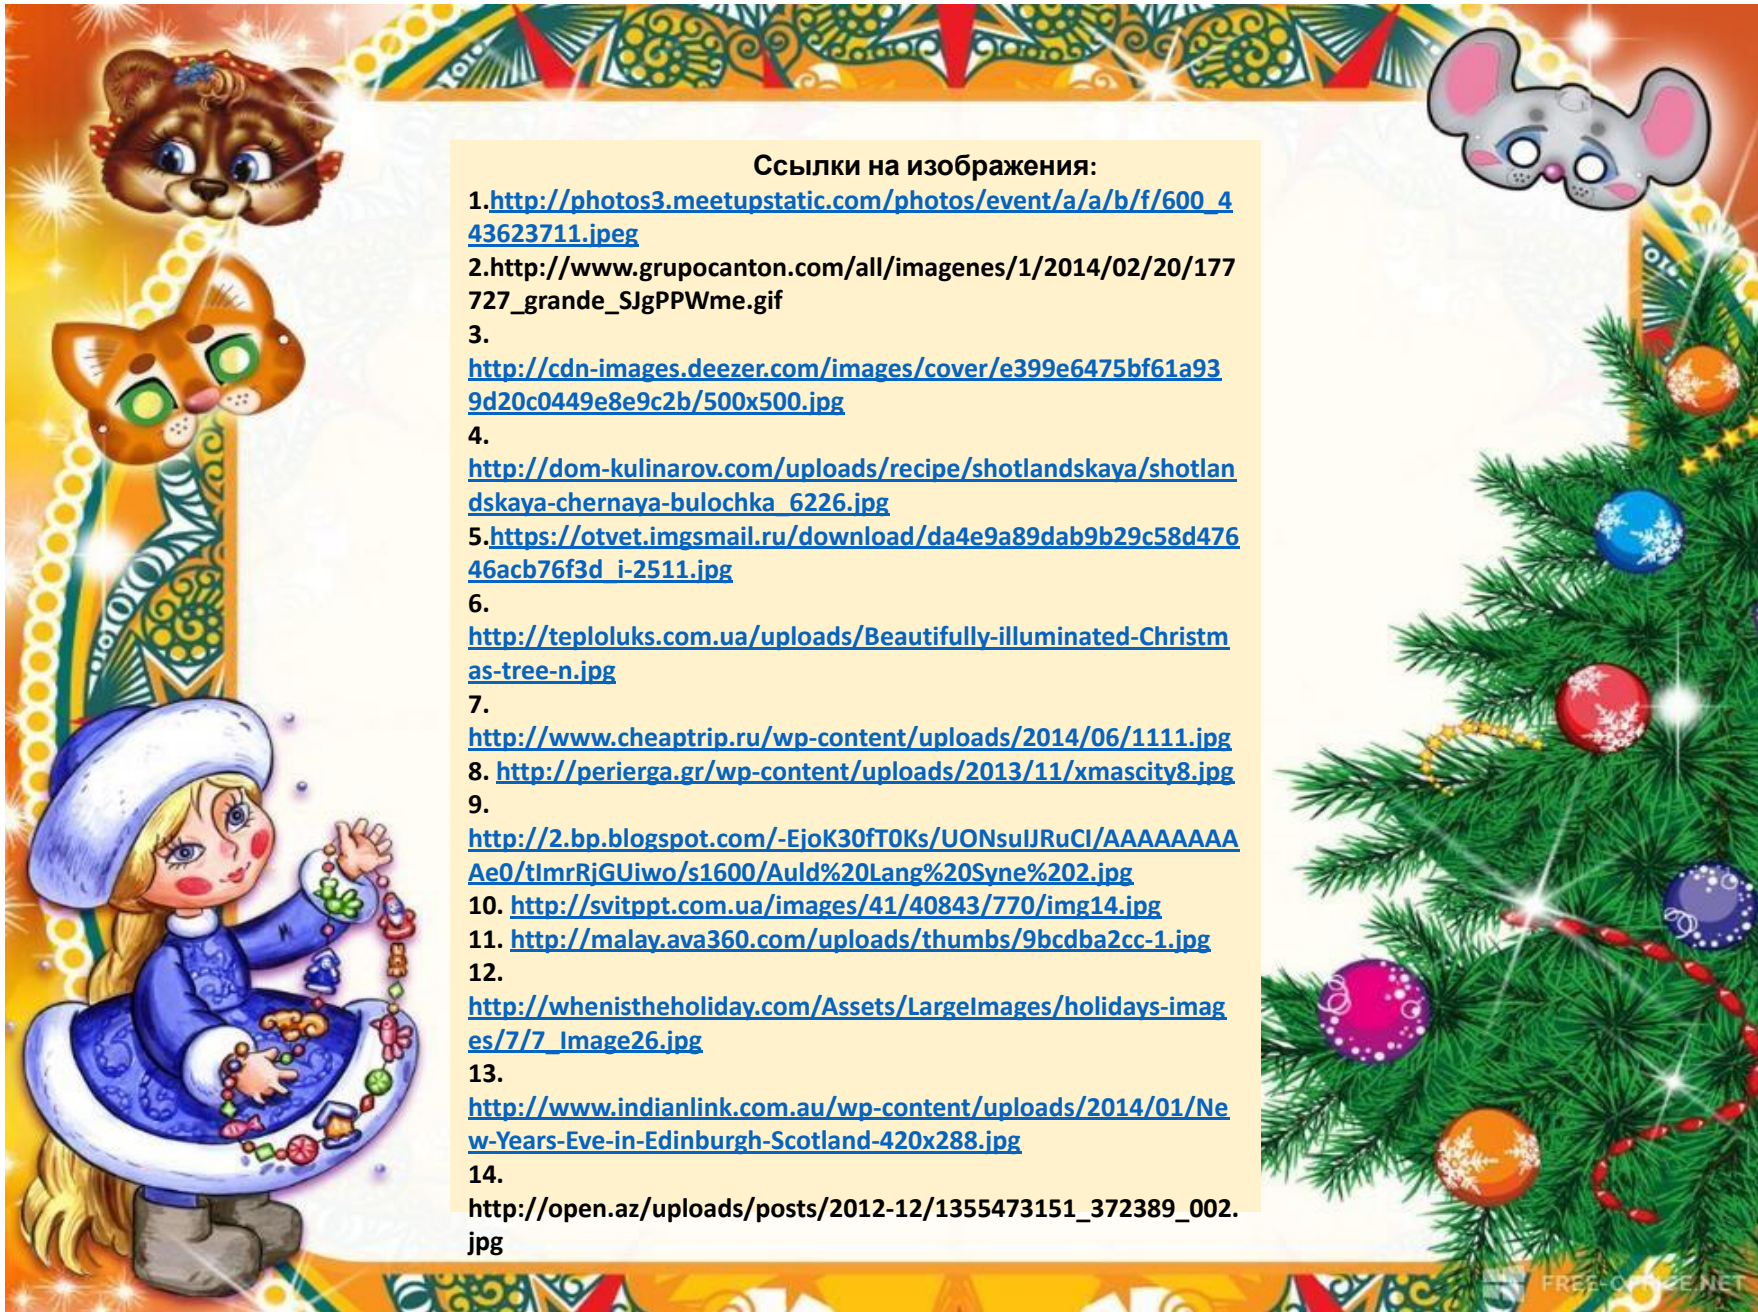 Ссылки на изображения:
1.http://photos3.meetupstatic.com/photos/event/a/a/b/f/600_4
43623711.jpeg
2.http://www.grupocanton.com/all/imagenes/1/2014/02/20/177
727_grande_SJgPPWme.gif
3.
http://cdn-images.deezer.com/images/cover/e399e6475bf61a93
9d20c0449e8e9c2b/500x500.jpg
4.
http://dom-kulinarov.com/uploads/recipe/shotlandskaya/shotlan
dskaya-chernaya-bulochka_6226.jpg
5.https://otvet.imgsmail.ru/download/da4e9a89dab9b29c58d476
46acb76f3d_i-2511.jpg
6.
http://teploluks.com.ua/uploads/Beautifully-illuminated-Christm
as-tree-n.jpg
7.
http://www.cheaptrip.ru/wp-content/uploads/2014/06/1111.jpg
8. http://perierga.gr/wp-content/uploads/2013/11/xmascity8.jpg
9.
http://2.bp.blogspot.com/-EjoK30fT0Ks/UONsuIJRuCI/AAAAAAAA
Ae0/tImrRjGUiwo/s1600/Auld%20Lang%20Syne%202.jpg
10. http://svitppt.com.ua/images/41/40843/770/img14.jpg
11. http://malay.ava360.com/uploads/thumbs/9bcdba2cc-1.jpg
12.
http://whenistheholiday.com/Assets/LargeImages/holidays-imag
es/7/7_Image26.jpg
13.
http://www.indianlink.com.au/wp-content/uploads/2014/01/Ne
w-Years-Eve-in-Edinburgh-Scotland-420x288.jpg
14.
http://open.az/uploads/posts/2012-12/1355473151_372389_002.
jpg
FREE-OFFICE.NET